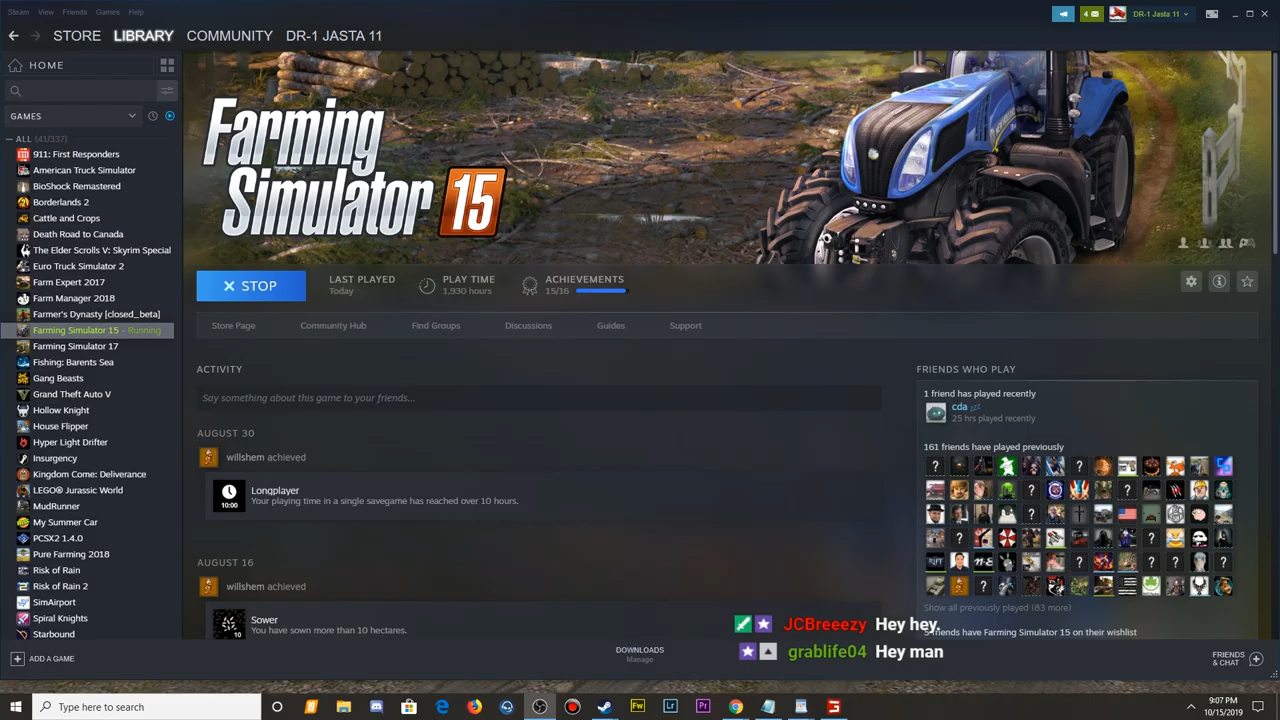 Steam View Friends Games Help
4
DR-1 Jasta 11
STORE LIBRARY COMMUNITY DR-1 JASTA 11
HOME
GAMES
ALL (41/337)
911: First Responders
American Truck Simulator
BioShock Remastered
Borderlands 2
Cattle and Crops
Death Road to Canada
The Elder Scrolls V: Skyrim Special
Euro Truck Simulator 2
Farm Expert 2017
Farm Manager 2018
Farmer's Dynasty [closed_beta]
Farming Simulator 15 - Running
Farming Simulator 17
Fishing: Barents Sea
Gang Beasts
Grand Theft Auto V
Hollow Knight
House Flipper
Hyper Light Drifter
Insurgency
Kingdom Come: Deliverance
LEGO® Jurassic World
MudRunner
My Summer Car
PCSX2 1.4.0
Pure Farming 2018
Risk of Rain
Risk of Rain 2
SimAirport
Spiral Knights
Starbound
ADD A GAME
Farming
Simulator 15
STOP
LAST PLAYED
Today
PLAY TIME
1,930 hours
ACHIEVEMENTS
15/16
Store Page Community Hub Find Groups Discussions Guides Support
ACTIVITY
Say something about this game to your friends...
AUGUST 30
willshem achieved
10:00
Longplayer
Your playing time in a single savegame has reached over 10 hours.
AUGUST 16
willshem achieved
10
Sower
You have sown more than 10 hectares.
FRIENDS WHO PLAY
1 friend has played recently
cda zzz
25 hrs played recently
161 friends have played previously
Show all previously played (83 more)
5 friends have Farming Simulator 15 on their wishlist
JCBreeezy Hey hey.
grablife04 Hey man
DOWNLOADS
Manage
FRIENDS
& CHAT
Type here to search
Fw
Lr
Pr
9:07 PM
10/15/2019